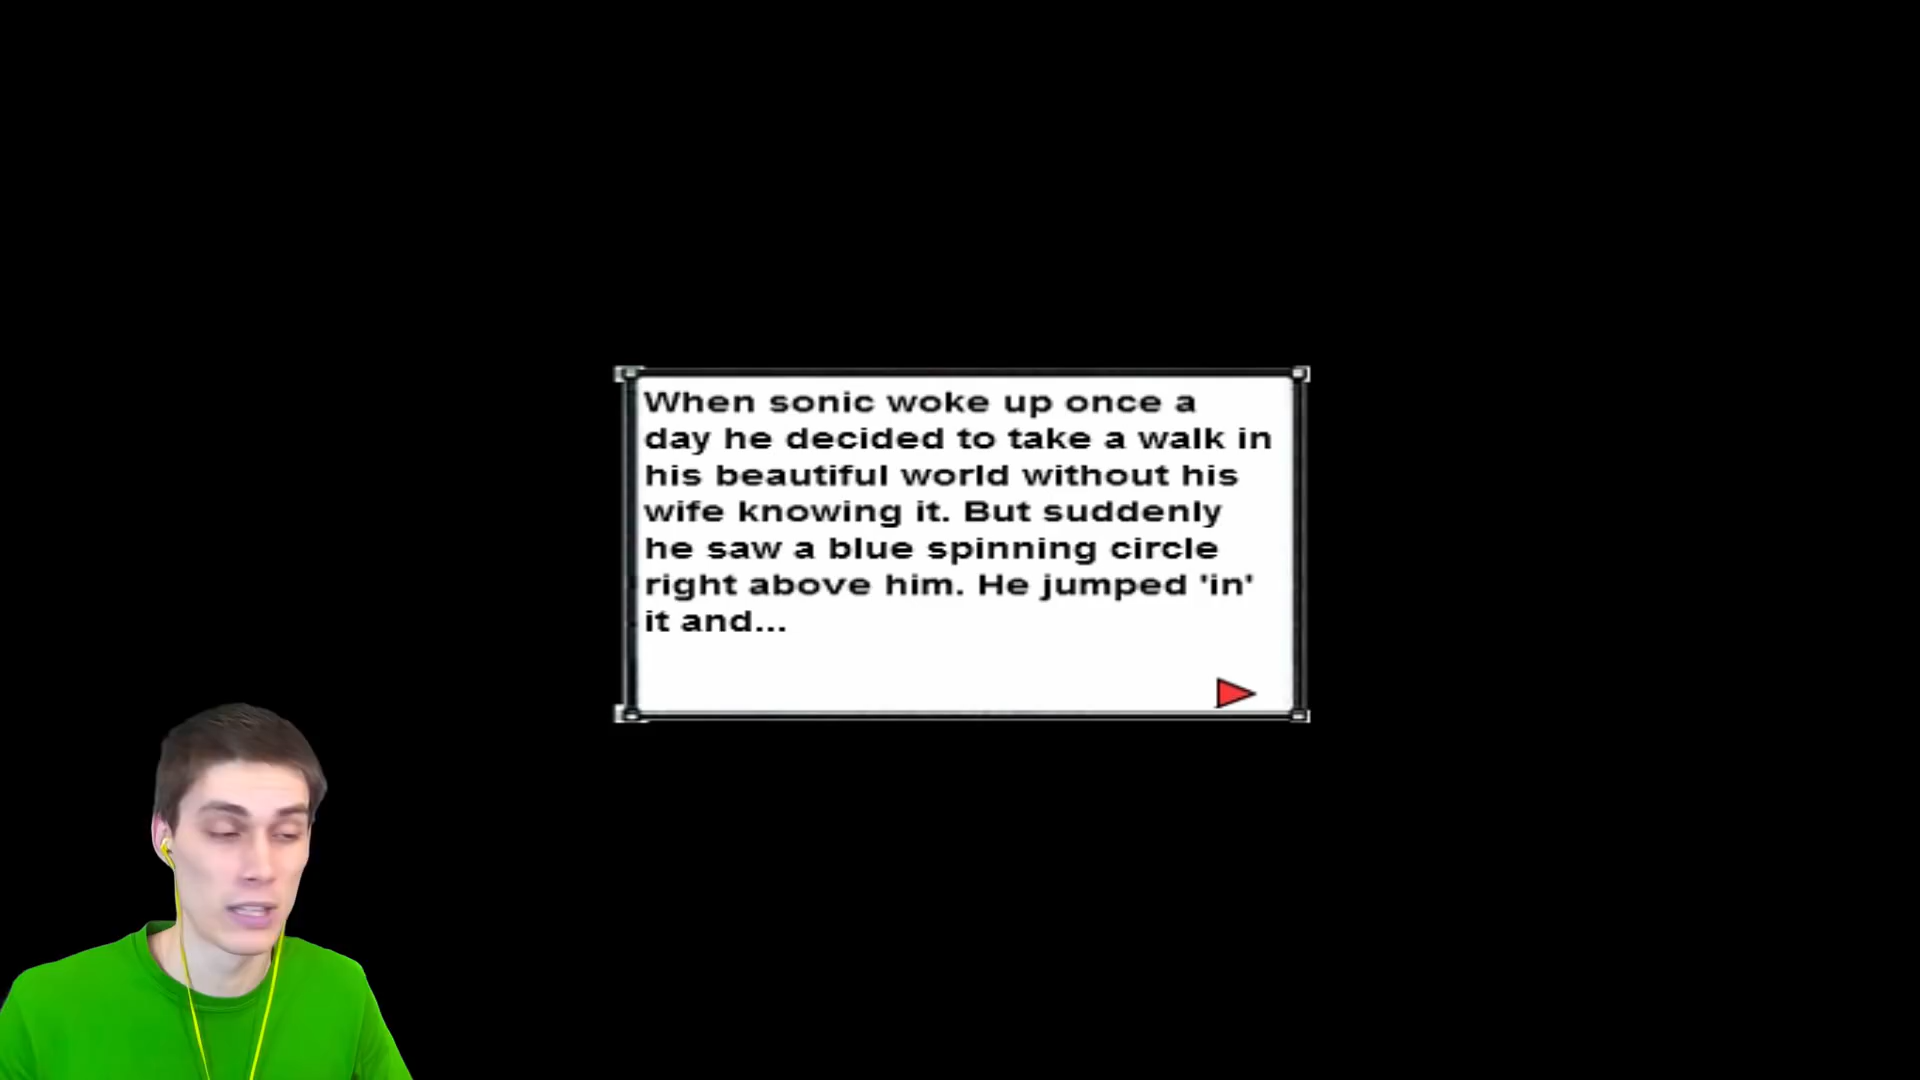 When sonic woke up once a
day he decided to take a walk in
his beautiful world without his
wife knowing it. But suddenly
he saw a blue spinning circle
right above him. He jumped 'in'
it and...